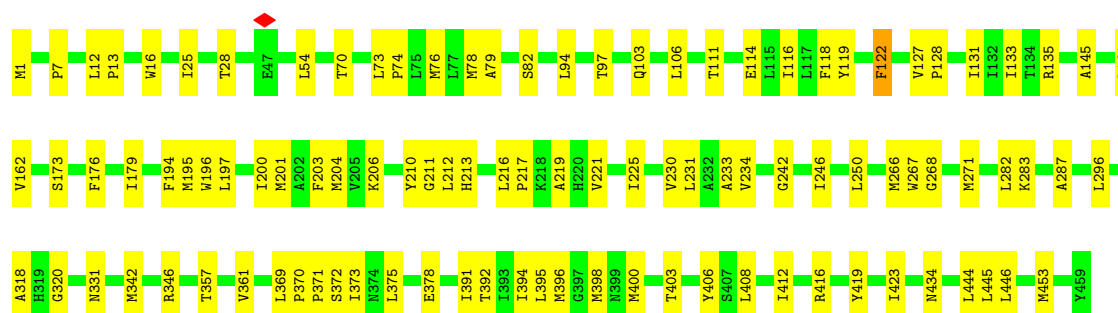 M1 P7 L12 P13 W16 I25 T28 E47 L54 T70 L73 P74 L75 M76 L77 M78 A79 S82 L94 T97 Q103 L106 T111 E114 L115 I116 L117 F118 Y119 F122 V127 P128 I131 I132 I133 T134 R135 A145
V162 S173 F176 I179 F194 M195 W196 L197 I200 M201 A202 F203 M204 V205 K206 Y210 G211 L212 H213 L216 P217 K218 A219 H220 V221 I225 V230 L231 A232 A233 V234 G242 I246 L250 M266 W267 G268 M271 L282 K283 A287 L296
A318 H319 G320 N331 M342 R346 T357 V361 L369 P370 P371 S372 I373 N374 L375 E378 I391 T392 I393 I394 L395 M396 G397 M398 N399 M400 T403 Y406 S407 L408 I412 R416 Y419 I423 N434 L444 L445 L446 M453 Y459